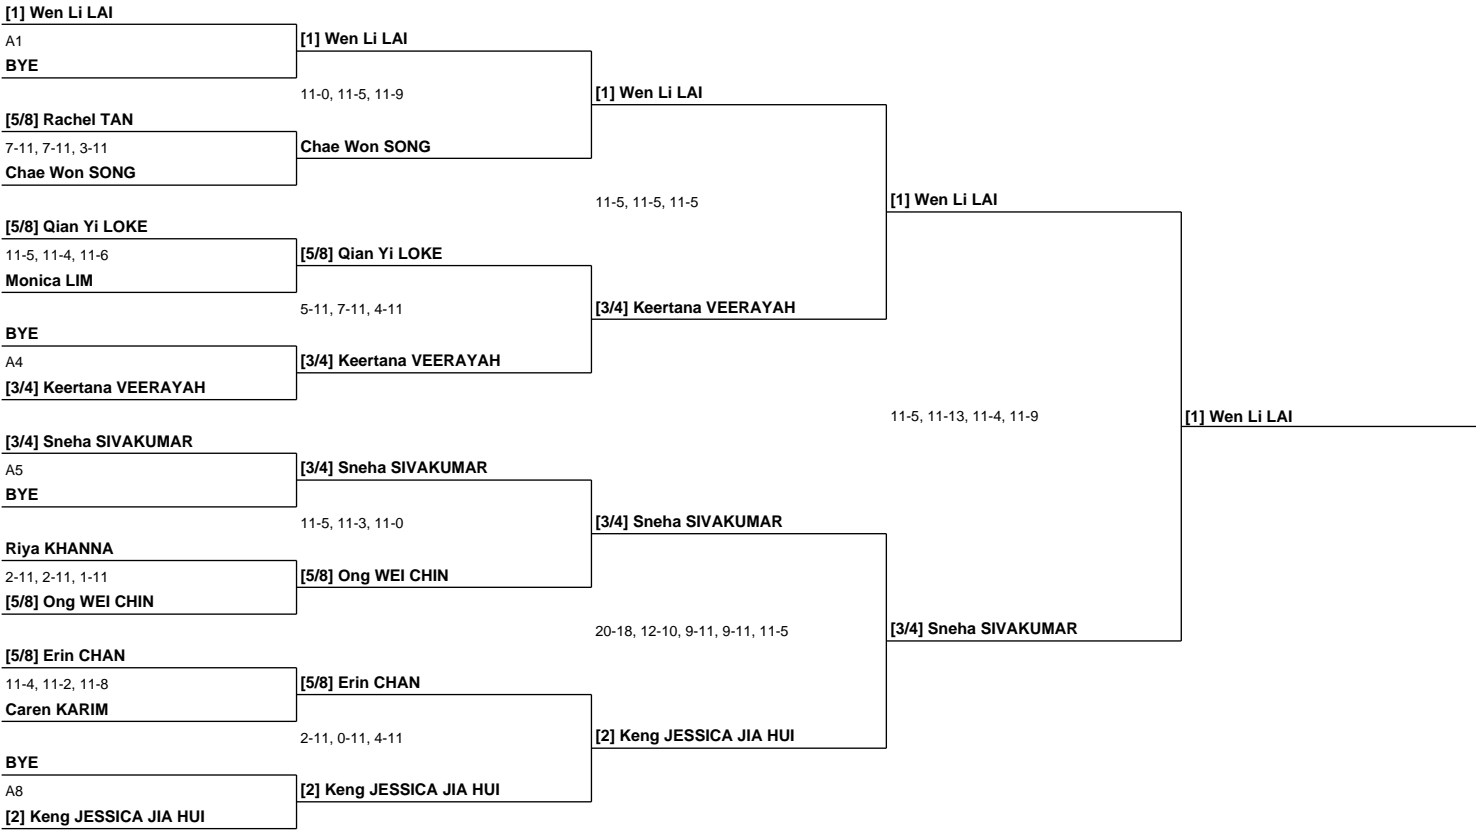 [1] Wen Li LAI
A1
BYE
[1] Wen Li LAI
11-0, 11-5, 11-9
[5/8] Rachel TAN
7-11, 7-11, 3-11
Chae Won SONG
Chae Won SONG
[1] Wen Li LAI
11-5, 11-5, 11-5
[5/8] Qian Yi LOKE
11-5, 11-4, 11-6
Monica LIM
[5/8] Qian Yi LOKE
5-11, 7-11, 4-11
BYE
A4
[3/4] Keertana VEERAYAH
[3/4] Keertana VEERAYAH
[3/4] Keertana VEERAYAH
[1] Wen Li LAI
11-5, 11-13, 11-4, 11-9
[1] Wen Li LAI
[3/4] Sneha SIVAKUMAR
A5
BYE
[3/4] Sneha SIVAKUMAR
11-5, 11-3, 11-0
Riya KHANNA
2-11, 2-11, 1-11
[5/8] Ong WEI CHIN
[5/8] Ong WEI CHIN
[3/4] Sneha SIVAKUMAR
20-18, 12-10, 9-11, 9-11, 11-5
[3/4] Sneha SIVAKUMAR
[5/8] Erin CHAN
11-4, 11-2, 11-8
Caren KARIM
[5/8] Erin CHAN
2-11, 0-11, 4-11
[2] Keng JESSICA JIA HUI
BYE
A8
[2] Keng JESSICA JIA HUI
[2] Keng JESSICA JIA HUI